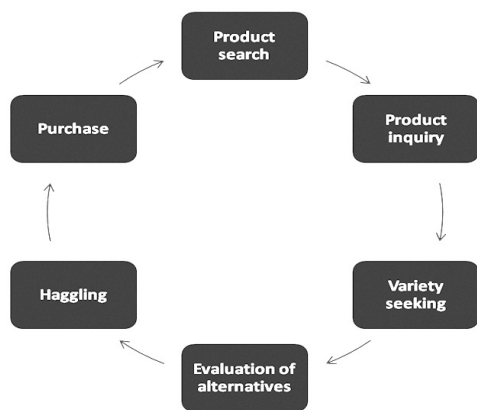 Product
search
Product
inquiry
Variety
seeking
Evaluation of
alternatives
Haggling
Purchase